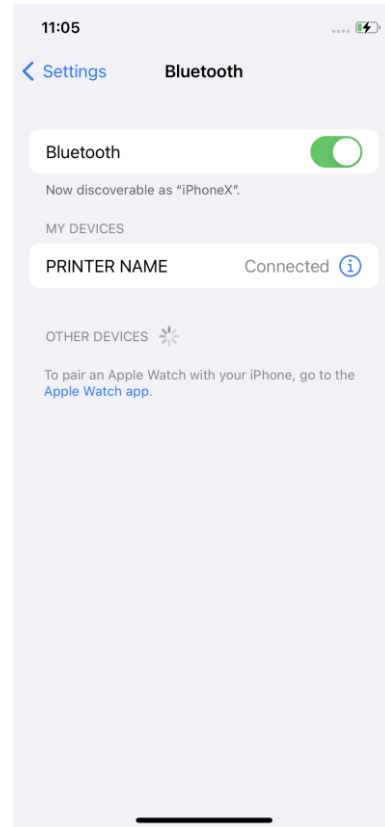 11:05
Settings
Bluetooth
Bluetooth
Now discoverable as “iPhoneX”.
MY DEVICES
PRINTER NAME
Connected
OTHER DEVICES
To pair an Apple Watch with your iPhone, go to the
Apple Watch app.